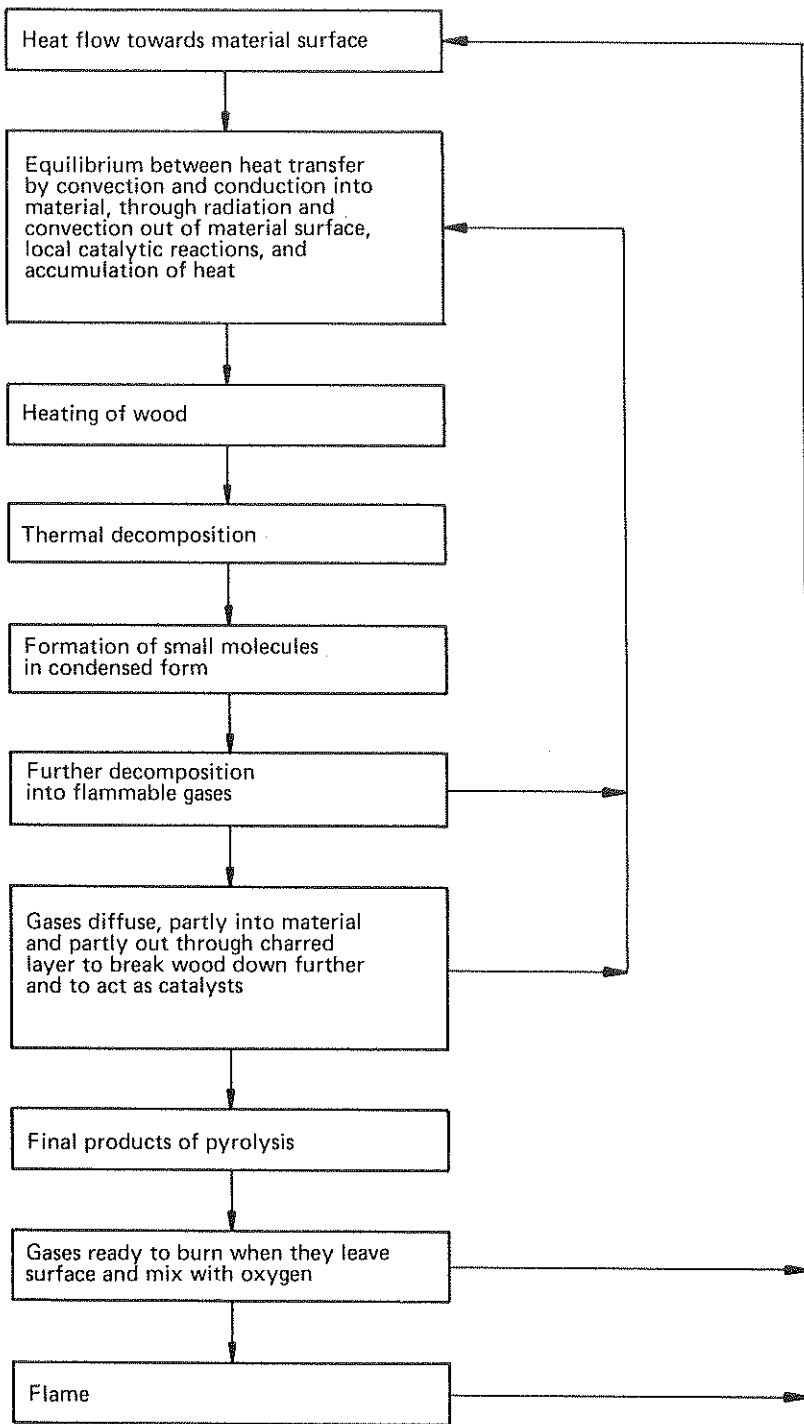 Heat flow towards material surface
Equilibrium between heat transfer
by convection and conduction into
material, through radiation and
convection out of material surface,
local catalytic reactions, and
accumulation of heat
Heating of wood
Thermal decomposition
Formation of small molecules
in condensed form
Further decomposition
into flammable gases
Gases diffuse, partly into material
and partly out through charred
layer to break wood down further
and to act as catalysts
Final products of pyrolysis
Gases ready to burn when they leave
surface and mix with oxygen
Flame